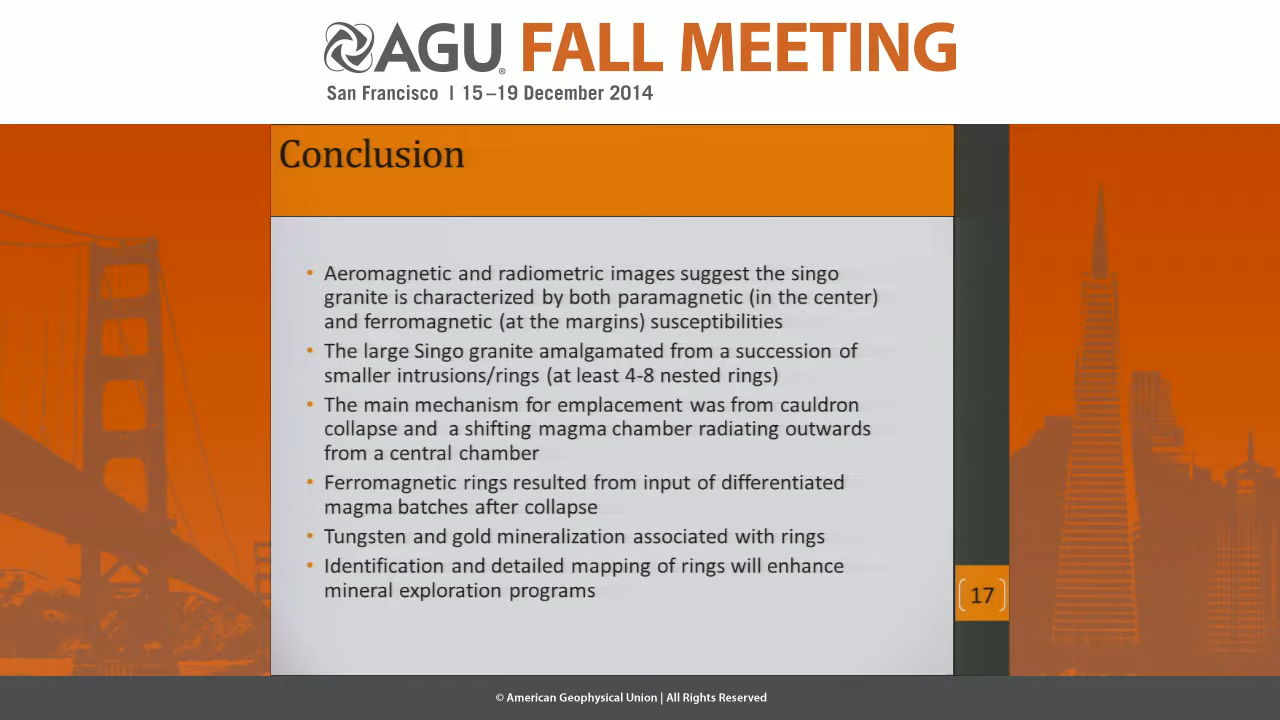 AGU® FALL MEETING
San Francisco | 15–19 December 2014
Conclusion
• Aeromagnetic and radiometric images suggest the singo
granite is characterized by both paramagnetic (in the center)
and ferromagnetic (at the margins) susceptibilities
• The large Singo granite amalgamated from a succession of
smaller intrusions/rings (at least 4-8 nested rings)
• The main mechanism for emplacement was from cauldron
collapse and a shifting magma chamber radiating outwards
from a central chamber
• Ferromagnetic rings resulted from input of differentiated
magma batches after collapse
• Tungsten and gold mineralization associated with rings
• Identification and detailed mapping of rings will enhance
mineral exploration programs
17
© American Geophysical Union | All Rights Reserved